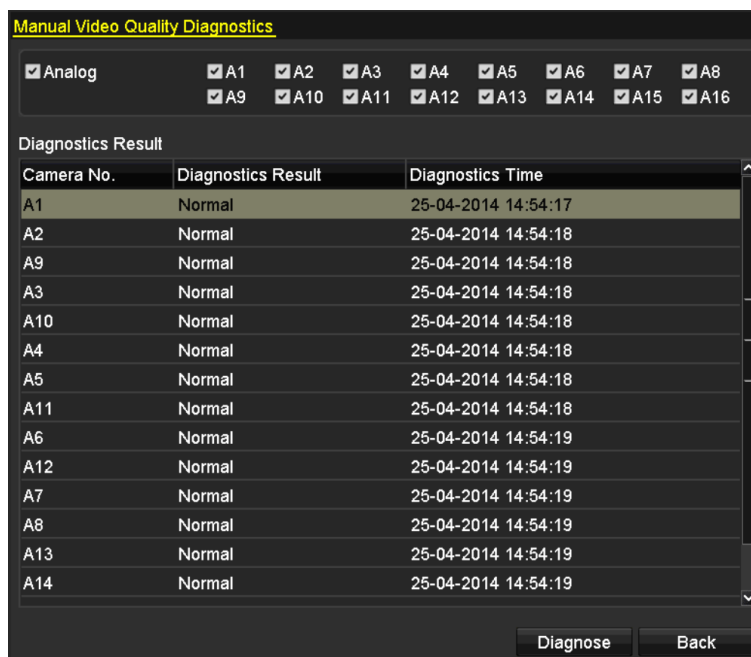 Manual Video Quality Diagnostics
Analog A1 A2 A3 A4 A5 A6 A7 A8
A9 A10 A11 A12 A13 A14 A15 A16
Diagnostics Result
Camera No. Diagnostics Result Diagnostics Time
A1 Normal 25-04-2014 14:54:17
A2 Normal 25-04-2014 14:54:18
A9 Normal 25-04-2014 14:54:18
A3 Normal 25-04-2014 14:54:18
A10 Normal 25-04-2014 14:54:18
A4 Normal 25-04-2014 14:54:18
A5 Normal 25-04-2014 14:54:18
A11 Normal 25-04-2014 14:54:18
A6 Normal 25-04-2014 14:54:19
A12 Normal 25-04-2014 14:54:19
A7 Normal 25-04-2014 14:54:19
A8 Normal 25-04-2014 14:54:19
A13 Normal 25-04-2014 14:54:19
A14 Normal 25-04-2014 14:54:19
Diagnose Back